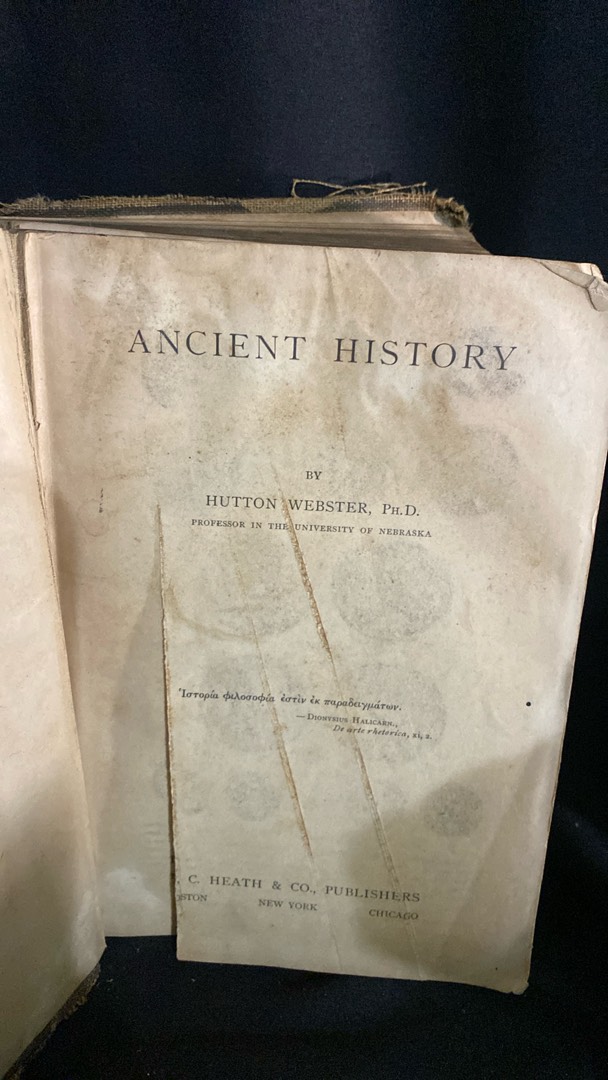 ANCIENT HISTORY
BY
HUTTON WEBSTER, PH.D.
PROFESSOR IN THE UNIVERSITY OF NEBRASKA
Ἱστορία φιλοσοφία ἐστὶν ἐκ παραδειγμάτων.
—DIONYSIUS HALICARN.,
De arte rhetorica, xi, 2.
. C. HEATH & CO., PUBLISHERS
STON NEW YORK CHICAGO